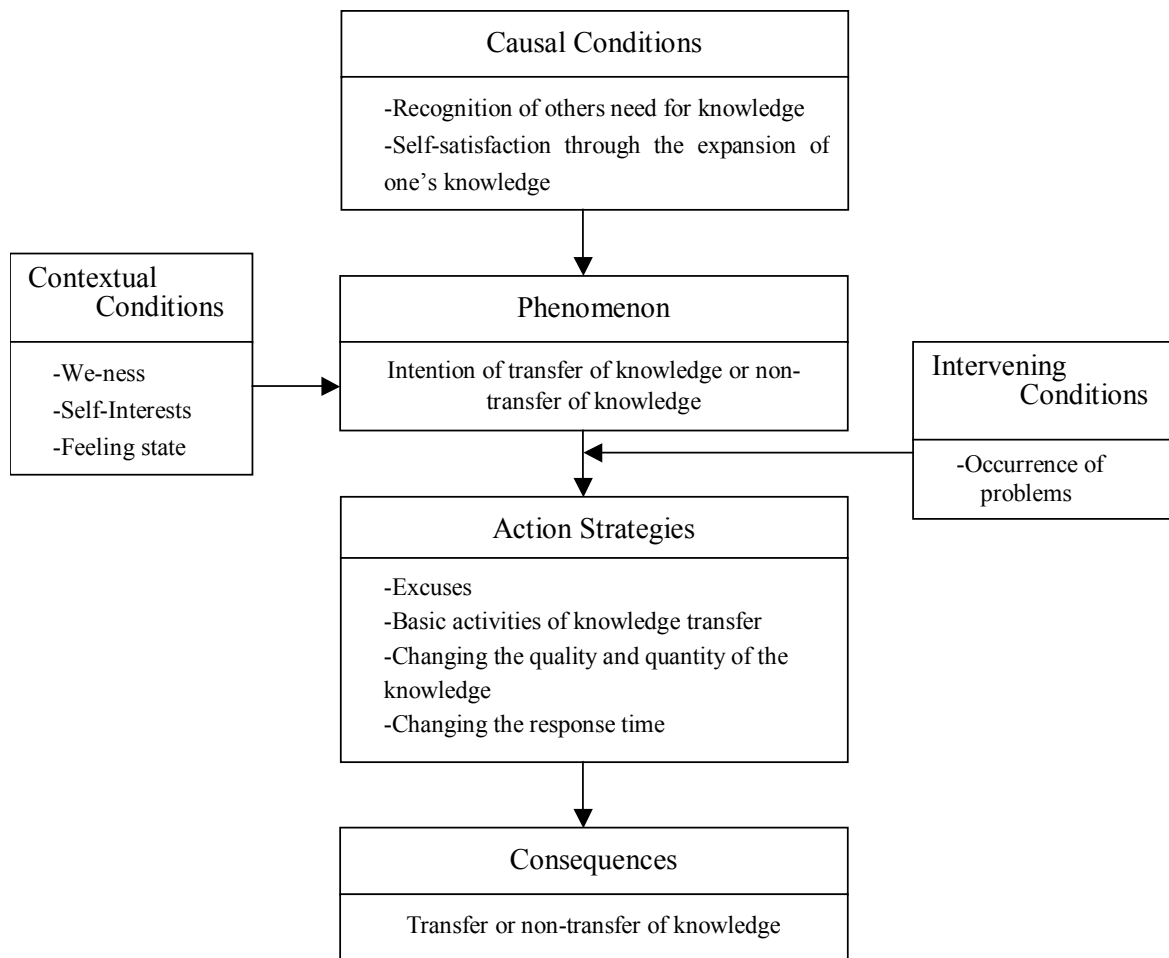 Causal Conditions
-Recognition of others need for knowledge
-Self-satisfaction through the expansion of
one’s knowledge
Contextual
Conditions
-We-ness
-Self-Interests
-Feeling state
Phenomenon
Intention of transfer of knowledge or non-
transfer of knowledge
Intervening
Conditions
-Occurrence of
problems
Action Strategies
-Excuses
-Basic activities of knowledge transfer
-Changing the quality and quantity of the
knowledge
-Changing the response time
Consequences
Transfer or non-transfer of knowledge